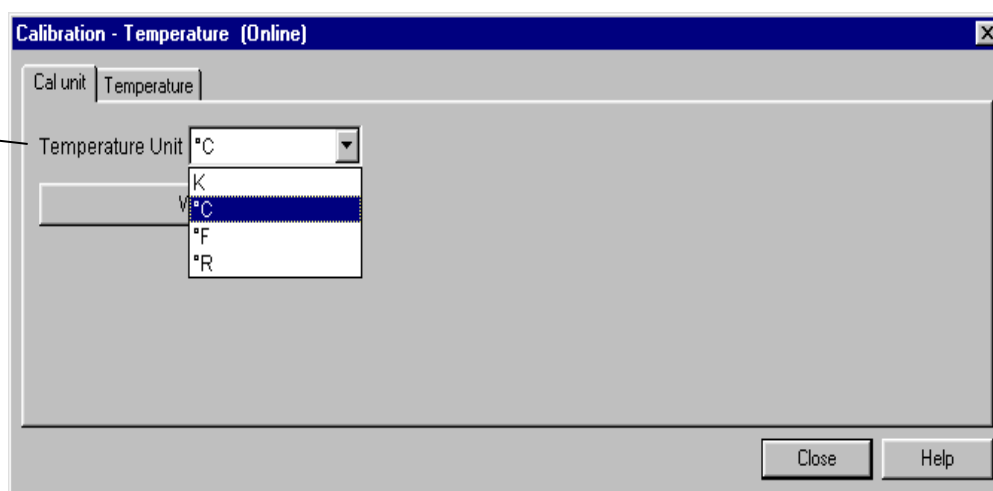 Calibration - Temperature (Online)
Cal unit
Temperature
Temperature Unit
°C
K
°C
°F
°R
Close
Help